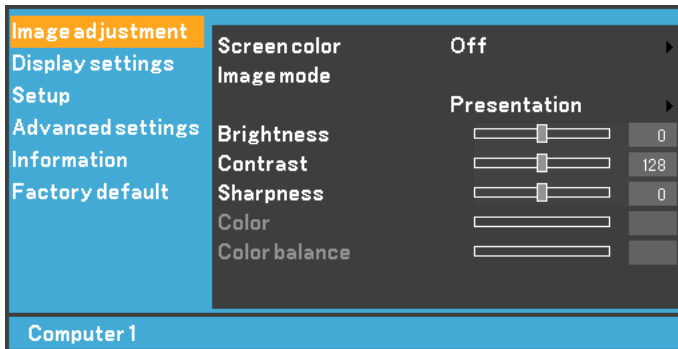 Image adjustment
Display settings
Setup
Advanced settings
Information
Factory default
Screen color Off
Image mode
Presentation
Brightness 0
Contrast 128
Sharpness 0
Color
Color balance
Computer 1